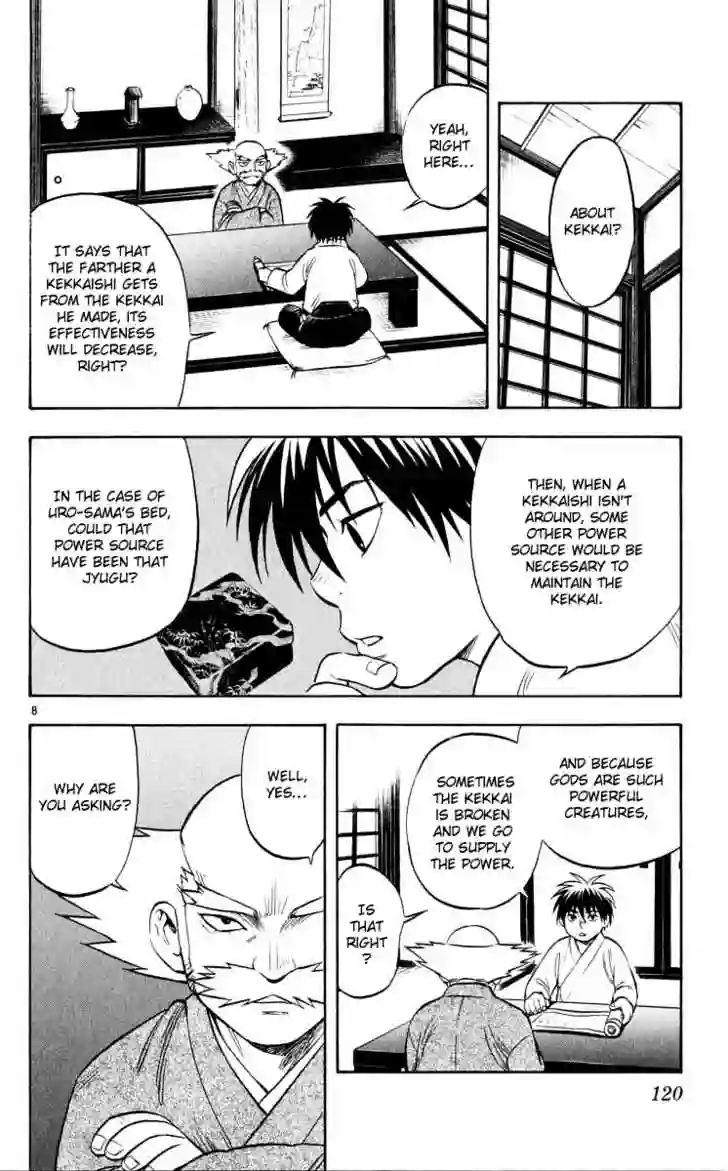 ABOUT
KEKKAI?
YEAH,
RIGHT
HERE...
IT SAYS THAT
THE FARTHER A
KEKKAISHI GETS
FROM THE KEKKAI
HE MADE, ITS
EFFECTIVENESS
WILL DECREASE,
RIGHT?
THEN, WHEN A
KEKKAISHI ISN'T
AROUND, SOME
OTHER POWER
SOURCE WOULD BE
NECESSARY TO
MAINTAIN THE
KEKKAI.
IN THE CASE OF
URO-SAMA'S BED,
COULD THAT
POWER SOURCE
HAVE BEEN THAT
JYUGU?
8
AND BECAUSE
GODS ARE SUCH
POWERFUL
CREATURES,
SOMETIMES
THE KEKKAI
IS BROKEN
AND WE GO
TO SUPPLY
THE POWER.
IS
THAT
RIGHT
?
WELL,
YES...
WHY ARE
YOU ASKING?
120